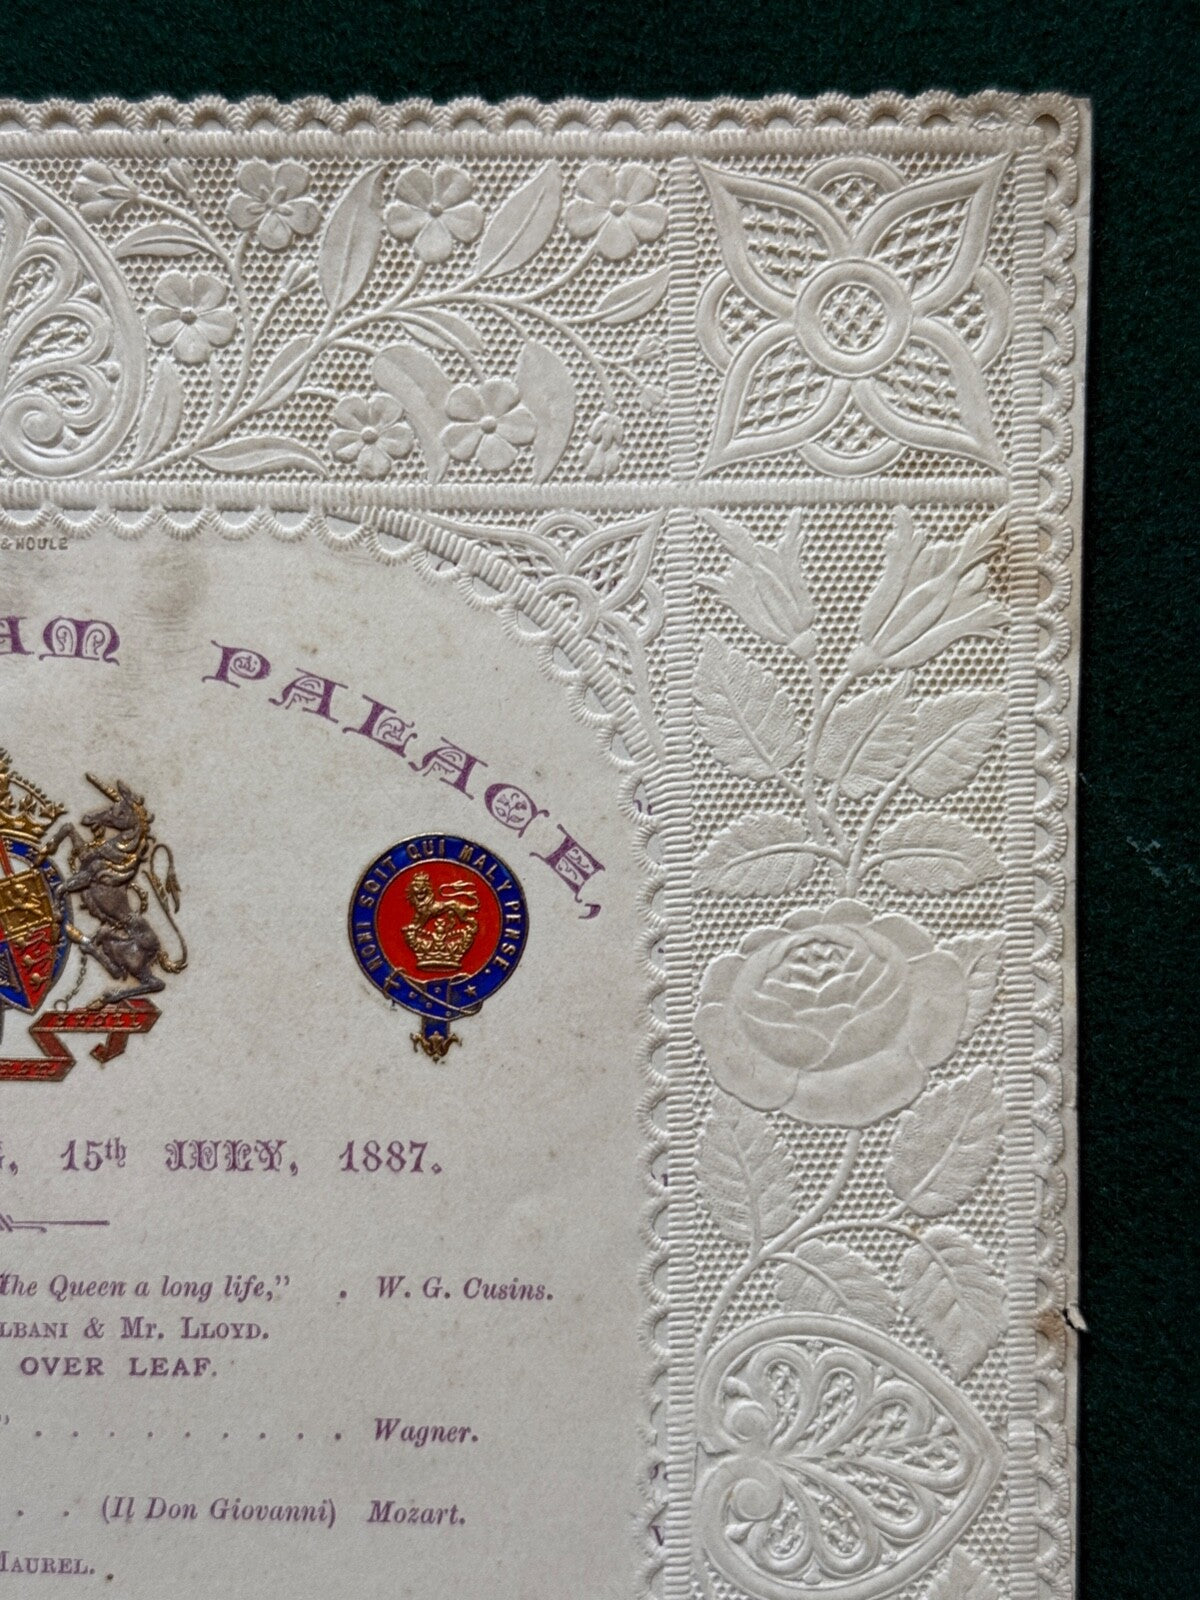 & HOULE
AM PALACE,
HONI SOIT QUI MAL Y PENSE.
15th JULY, 1887.
the Queen a long life," . W. G. Cusins.
LBANI & Mr. LLOYD.
OVER LEAF.
" . . . . . . . . . . Wagner.
. . (Il Don Giovanni) Mozart.
MAUREL.